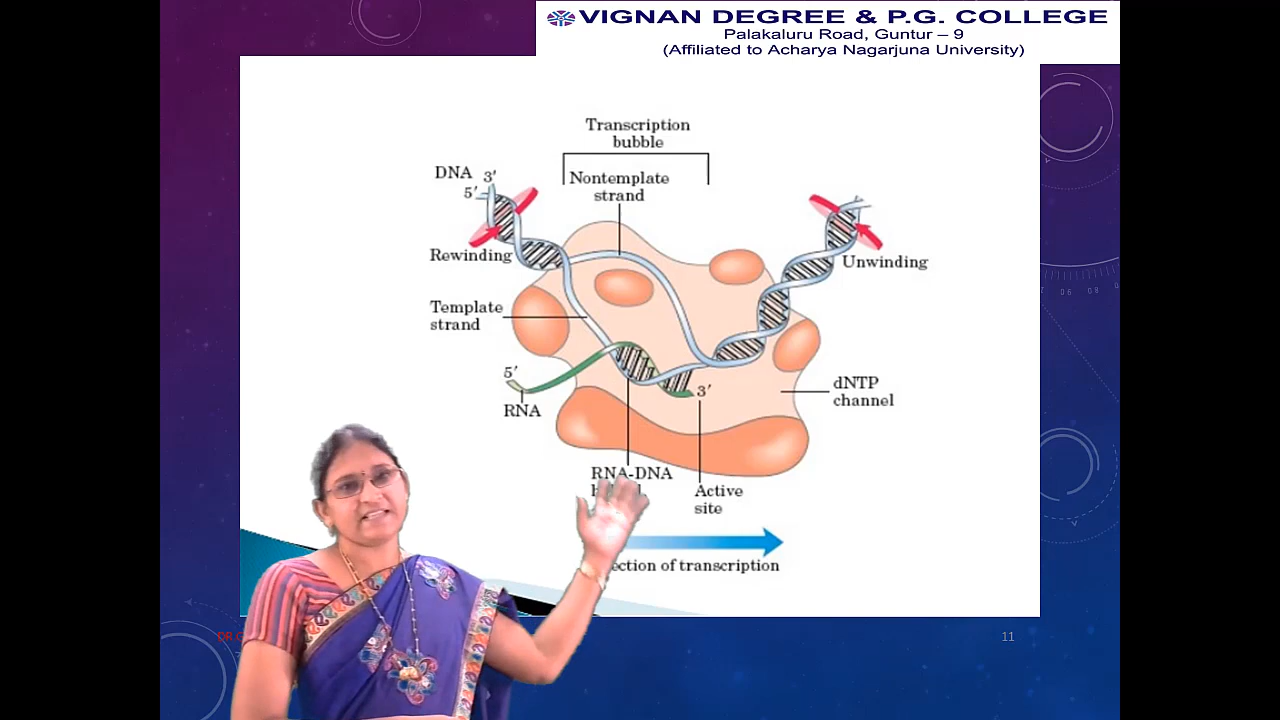 VIGNAN DEGREE & P.G. COLLEGE
Palakaluru Road, Guntur – 9
(Affiliated to Acharya Nagarjuna University)
Transcription
bubble
DNA 3′
5′
Nontemplate
strand
Rewinding
Unwinding
Template
strand
5′
RNA
3′
dNTP
channel
RNA-DNA
Active
site
of transcription
11